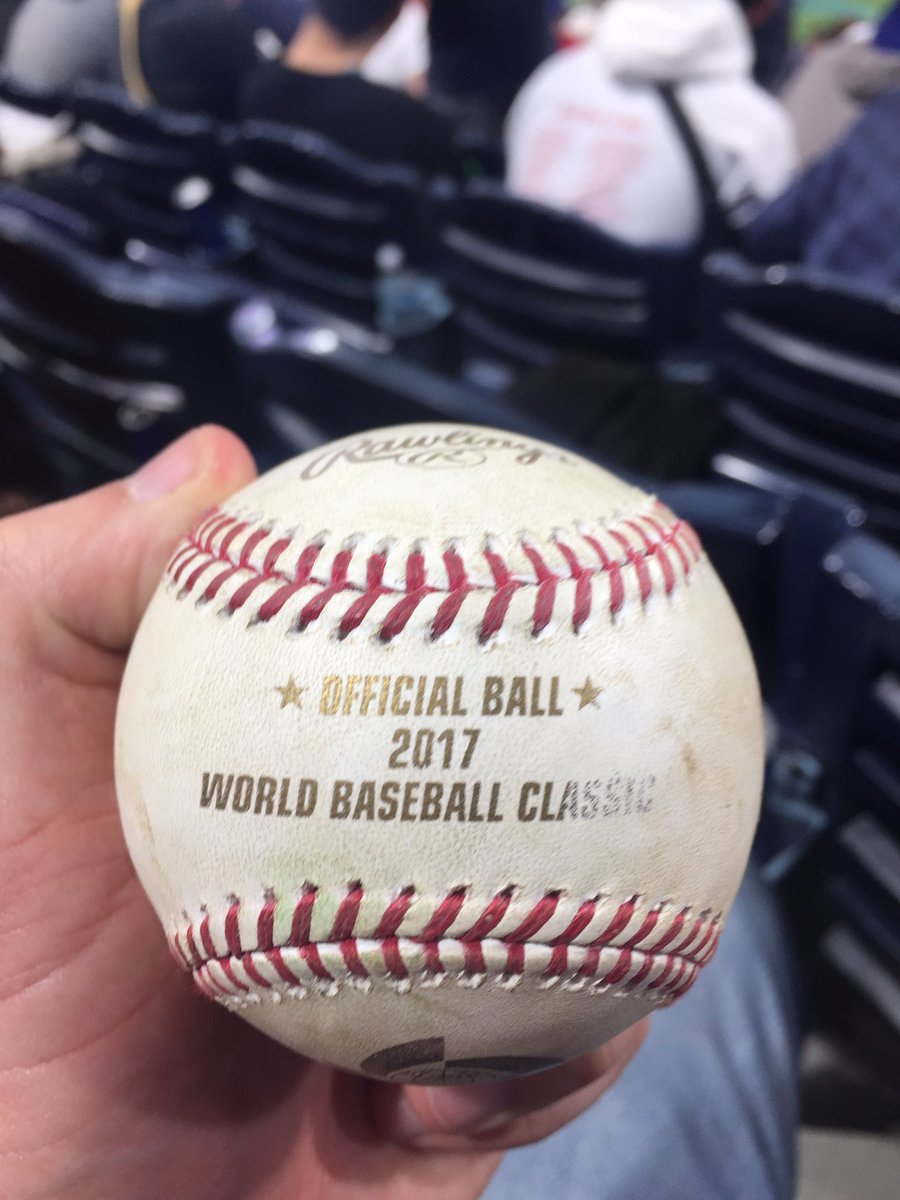 Rawlings
★ OFFICIAL BALL ★
2017
WORLD BASEBALL CLASSIC